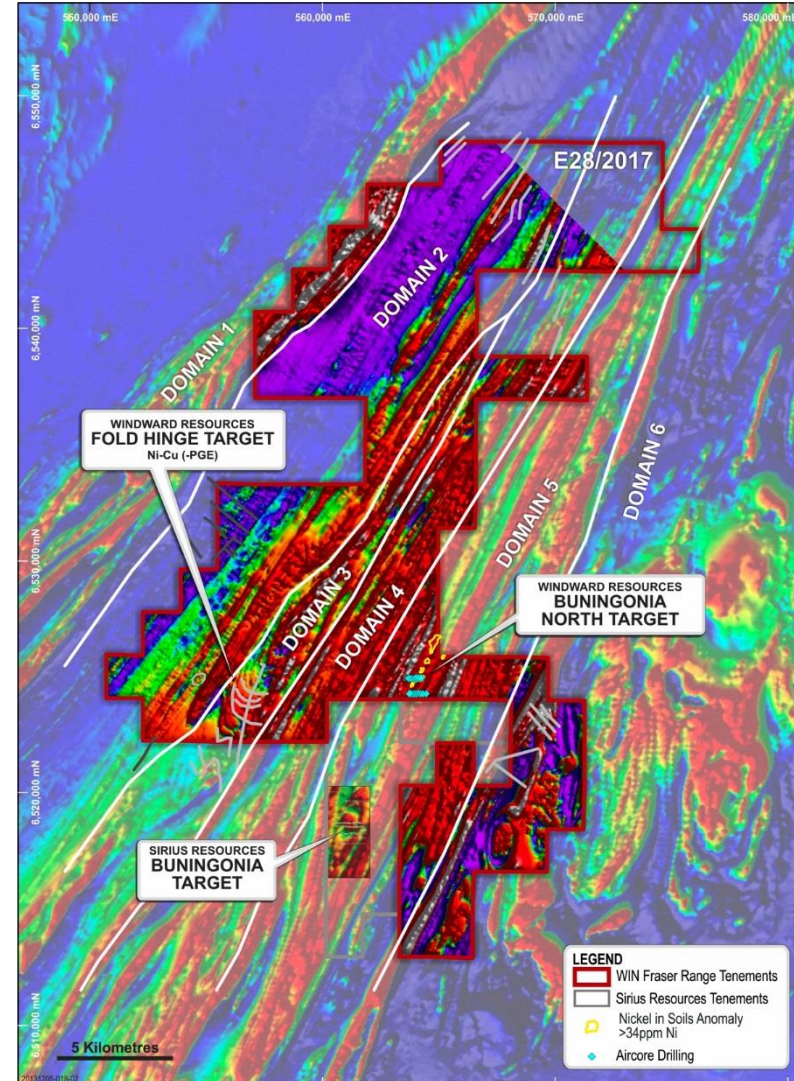 550,000 mE
560,000 mE
570,000 mE
580,000 mE
6,550,000 mN
6,540,000 mN
6,530,000 mN
6,520,000 mN
6,510,000 mN
E28/2017
DOMAIN 1
DOMAIN 2
DOMAIN 3
DOMAIN 4
DOMAIN 5
DOMAIN 6
WINDWARD RESOURCES
FOLD HINGE TARGET
Ni-Cu (-PGE)
WINDWARD RESOURCES
BUNINGONIA
NORTH TARGET
SIRIUS RESOURCES
BUNINGONIA
TARGET
LEGEND
WIN Fraser Range Tenements
Sirius Resources Tenements
Nickel in Soils Anomaly
>34ppm Ni
Aircore Drilling
5 Kilometres
20131205-018-02